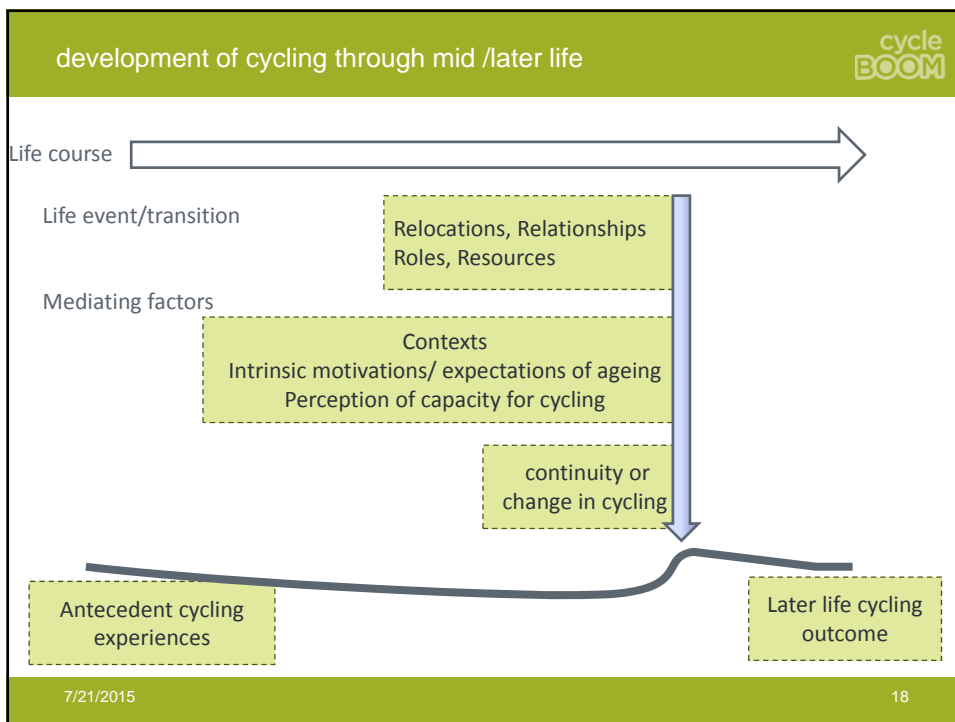 development of cycling through mid /later life
cycle
BOOM
Life course
Life event/transition
Relocations, Relationships
Roles, Resources
Mediating factors
Contexts
Intrinsic motivations/ expectations of ageing
Perception of capacity for cycling
continuity or
change in cycling
Antecedent cycling
experiences
Later life cycling
outcome
7/21/2015
18